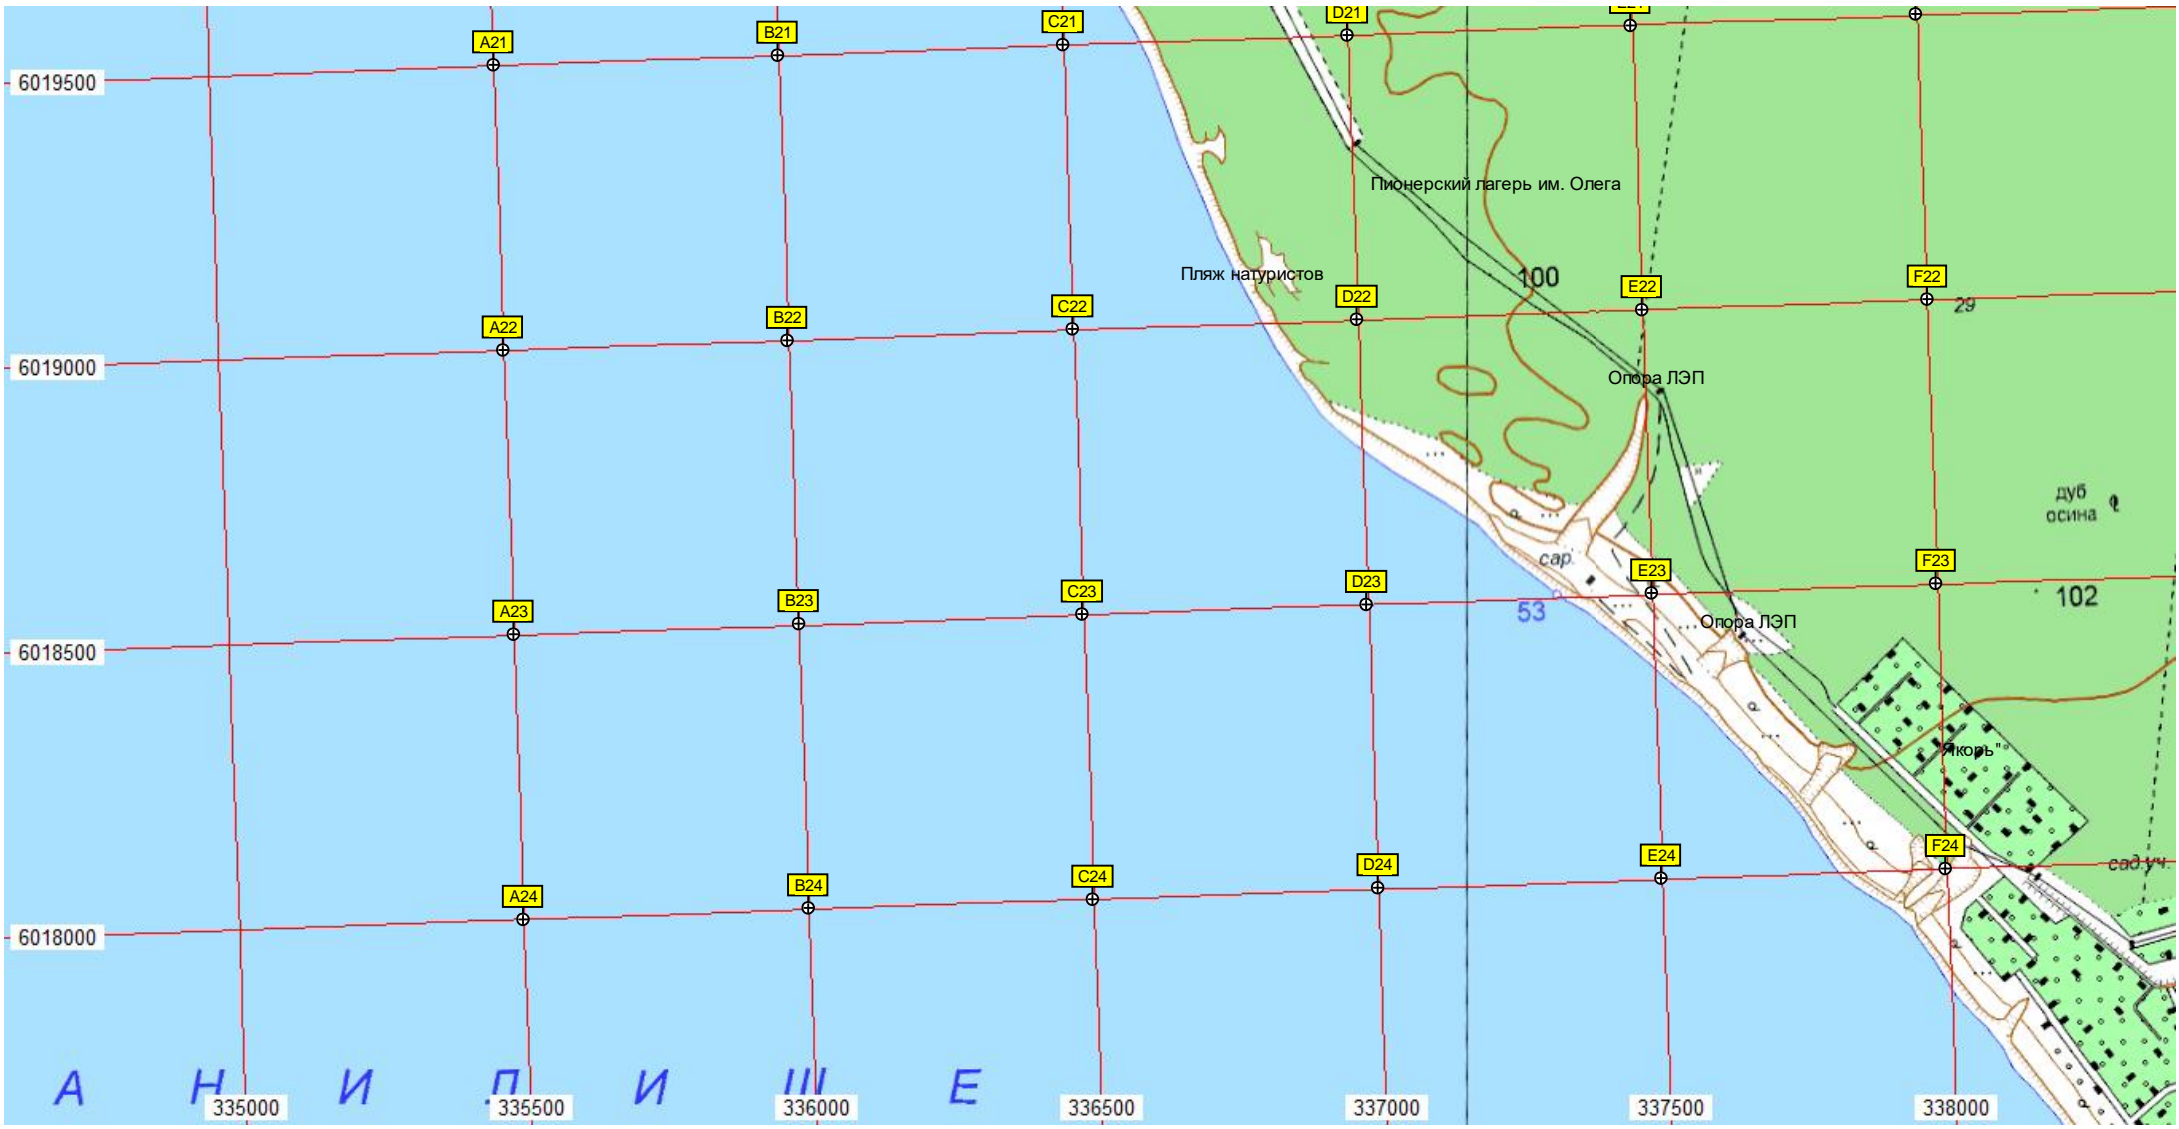 C21
D21
A21
B21
6019500
Пионерский лагерь им. Олега
Пляж натуристов
100
F22
29
E22
D22
C22
B22
A22
6019000
Опора ЛЭП
дуб
осина
сар.
F23
E23
D23
C23
B23
A23
53
102
Опора ЛЭП
6018500
Якорь"
F24
сад.уч.
E24
D24
C24
B24
A24
6018000
А Н И Л И Щ Е
335000
335500
336000
336500
337000
337500
338000